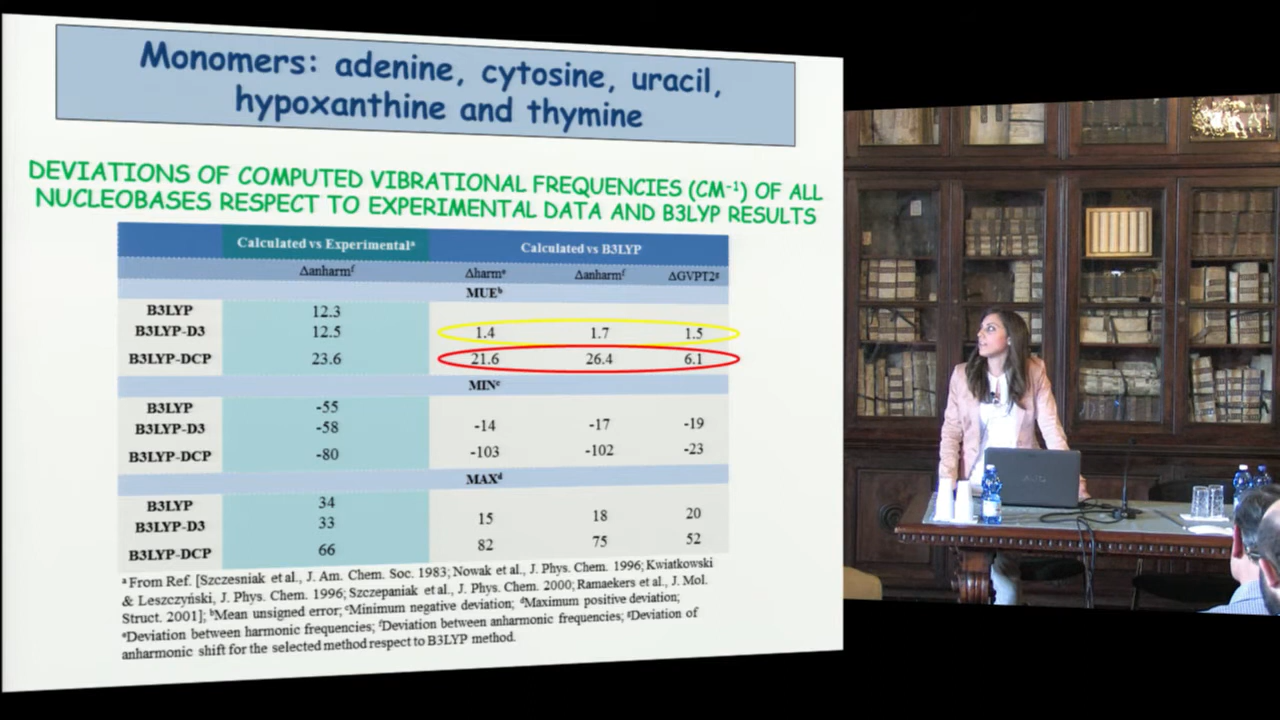 Monomers: adenine, cytosine, uracil,
hypoxanthine and thymine
DEVIATIONS OF COMPUTED VIBRATIONAL FREQUENCIES (CM⁻¹) OF ALL
NUCLEOBASES RESPECT TO EXPERIMENTAL DATA AND B3LYP RESULTS
Calculated vs Experimentalᵃ Calculated vs B3LYP
Δanharmᶠ Δharmᵉ Δanharmᶠ ΔGVPT2ᵍ
MUEᵇ
B3LYP 12.3
B3LYP-D3 12.5 1.4 1.7 1.5
B3LYP-DCP 23.6 21.6 26.4 6.1
MINᶜ
B3LYP -55
B3LYP-D3 -58 -14 -17 -19
B3LYP-DCP -80 -103 -102 -23
MAXᵈ
B3LYP 34
B3LYP-D3 33 15 18 20
B3LYP-DCP 66 82 75 52
ᵃ From Ref. [Szczesniak et al., J. Am. Chem. Soc. 1983; Nowak et al., J. Phys. Chem. 1996; Kwiatkowski
& Leszczyński, J. Phys. Chem. 1996; Szczepaniak et al., J. Phys. Chem. 2000; Ramaekers et al., J. Mol.
Struct. 2001]; ᵇMean unsigned error; ᶜMinimum negative deviation; ᵈMaximum positive deviation;
ᵉDeviation between harmonic frequencies; ᶠDeviation between anharmonic frequencies; ᵍDeviation of
anharmonic shift for the selected method respect to B3LYP method.